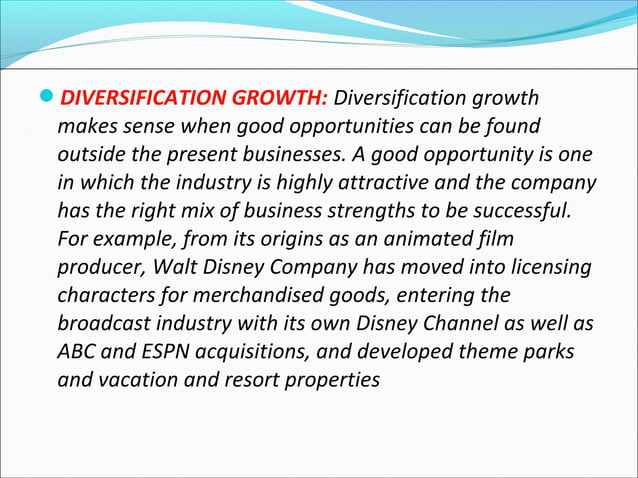 DIVERSIFICATION GROWTH: Diversification growth
makes sense when good opportunities can be found
outside the present businesses. A good opportunity is one
in which the industry is highly attractive and the company
has the right mix of business strengths to be successful.
For example, from its origins as an animated film
producer, Walt Disney Company has moved into licensing
characters for merchandised goods, entering the
broadcast industry with its own Disney Channel as well as
ABC and ESPN acquisitions, and developed theme parks
and vacation and resort properties